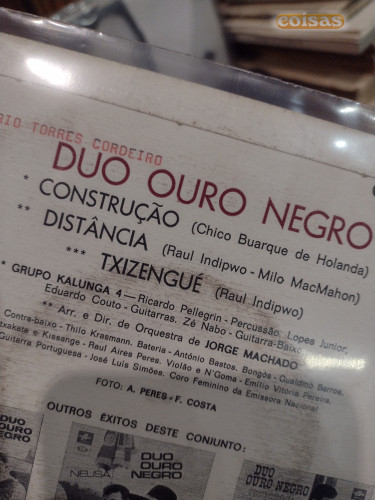 coisas
RIO TORRES CORDEIRO
DUO OURO NEGRO
* CONSTRUÇÃO (Chico Buarque de Holanda)
** DISTÂNCIA (Raul Indipwo - Milo MacMahon)
*** TXIZENGUÉ (Raul Indipwo)
* GRUPO KALUNGA 4 — Ricardo Pellegrin - Percussão, Lopes Junior,
Eduardo Couto - Guitarras, Zé Nabo - Guitarra-Baixo
** Arr. e Dir. de Orquestra de JORGE MACHADO
Contra-baixo - Thilo Krasmann. Bateria - António Bastos. Bongós - Gualdino Barros.
txakata e Kissange - Raul Aires Peres. Violão e N'Goma - Emílio Vitória Pereira.
Guitarra Portuguesa - José Luís Simões. Coro Feminino da Emissora Nacional
FOTO: A. PERES - F. COSTA
OUTROS ÊXITOS DESTE CONJUNTO:
DUO
OURO
NEGRO
NEUSA
DUO
OURO
NEGRO
DUO
OURO NEGRO